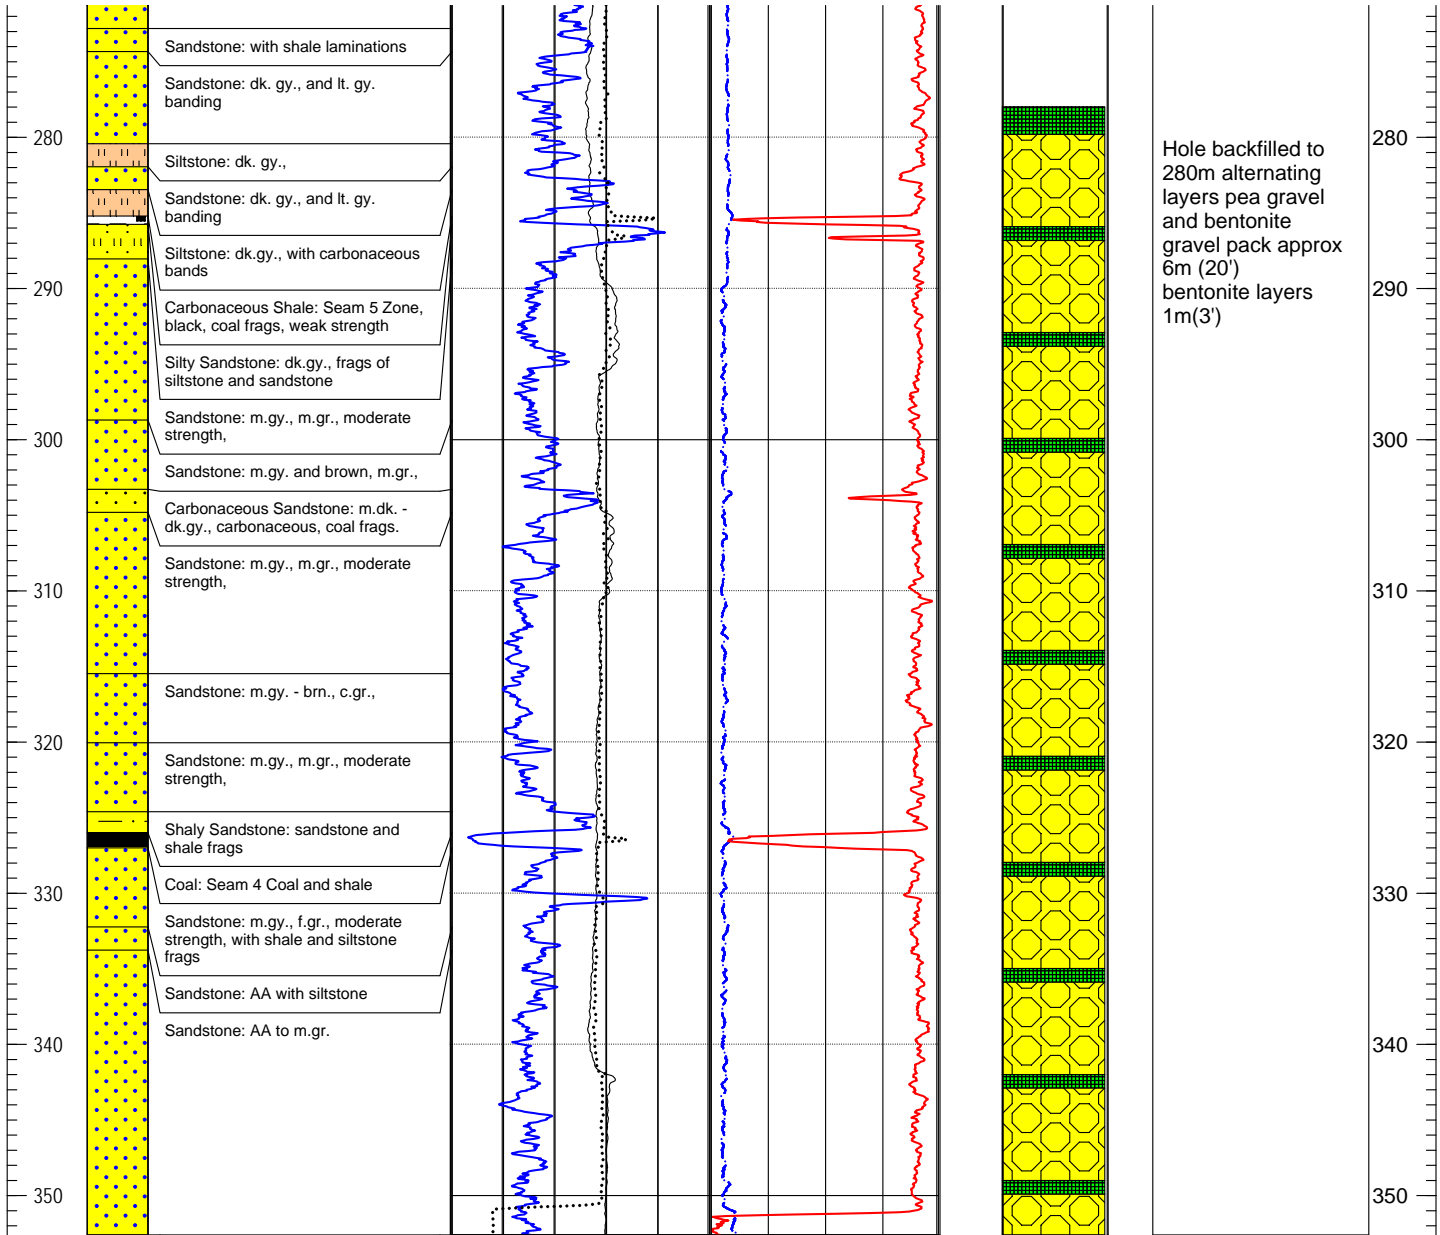 Sandstone: with shale laminations
Sandstone: dk. gy., and lt. gy.
banding
Siltstone: dk. gy.,
Sandstone: dk. gy., and lt. gy.
banding
Siltstone: dk.gy., with carbonaceous
bands
Carbonaceous Shale: Seam 5 Zone,
black, coal frags, weak strength
Silty Sandstone: dk.gy., frags of
siltstone and sandstone
Sandstone: m.gy., m.gr., moderate
strength,
Sandstone: m.gy. and brown, m.gr.,
Carbonaceous Sandstone: m.dk. -
dk.gy., carbonaceous, coal frags.
Sandstone: m.gy., m.gr., moderate
strength,
Sandstone: m.gy. - brn., c.gr.,
Sandstone: m.gy., m.gr., moderate
strength,
Shaly Sandstone: sandstone and
shale frags
Coal: Seam 4 Coal and shale
Sandstone: m.gy., f.gr., moderate
strength, with shale and siltstone
frags
Sandstone: AA with siltstone
Sandstone: AA to m.gr.
280
290
300
310
320
330
340
350
Hole backfilled to
280m alternating
layers pea gravel
and bentonite
gravel pack approx
6m (20')
bentonite layers
1m(3')
280
290
300
310
320
330
340
350